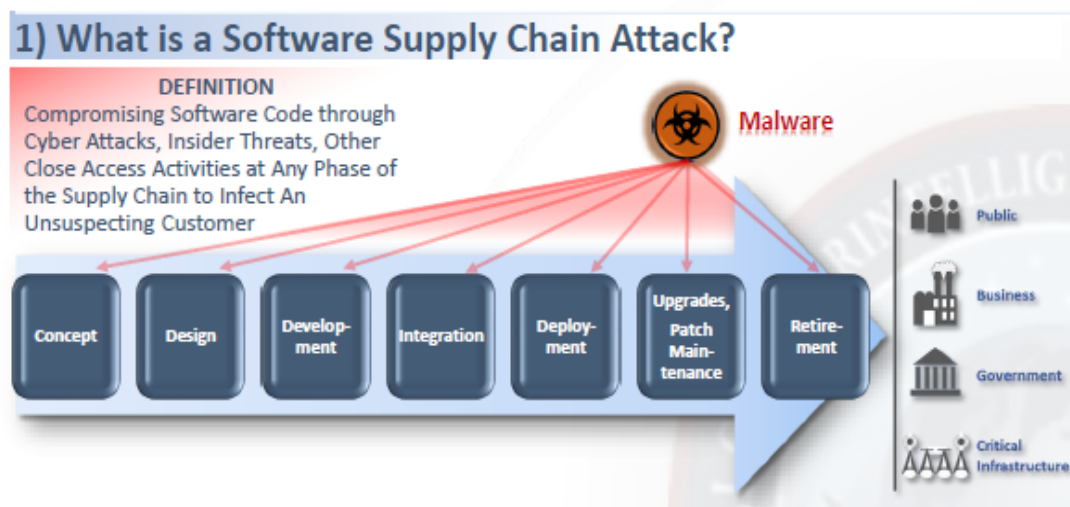 1) What is a Software Supply Chain Attack?
DEFINITION
Compromising Software Code through
Cyber Attacks, Insider Threats, Other
Close Access Activities at Any Phase of
the Supply Chain to Infect An
Unsuspecting Customer
Malware
Concept
Design
Develop-
ment
Integration
Deploy-
ment
Upgrades,
Patch
Main-
tenance
Retire-
ment
Public
Business
Government
Critical
Infrastructure